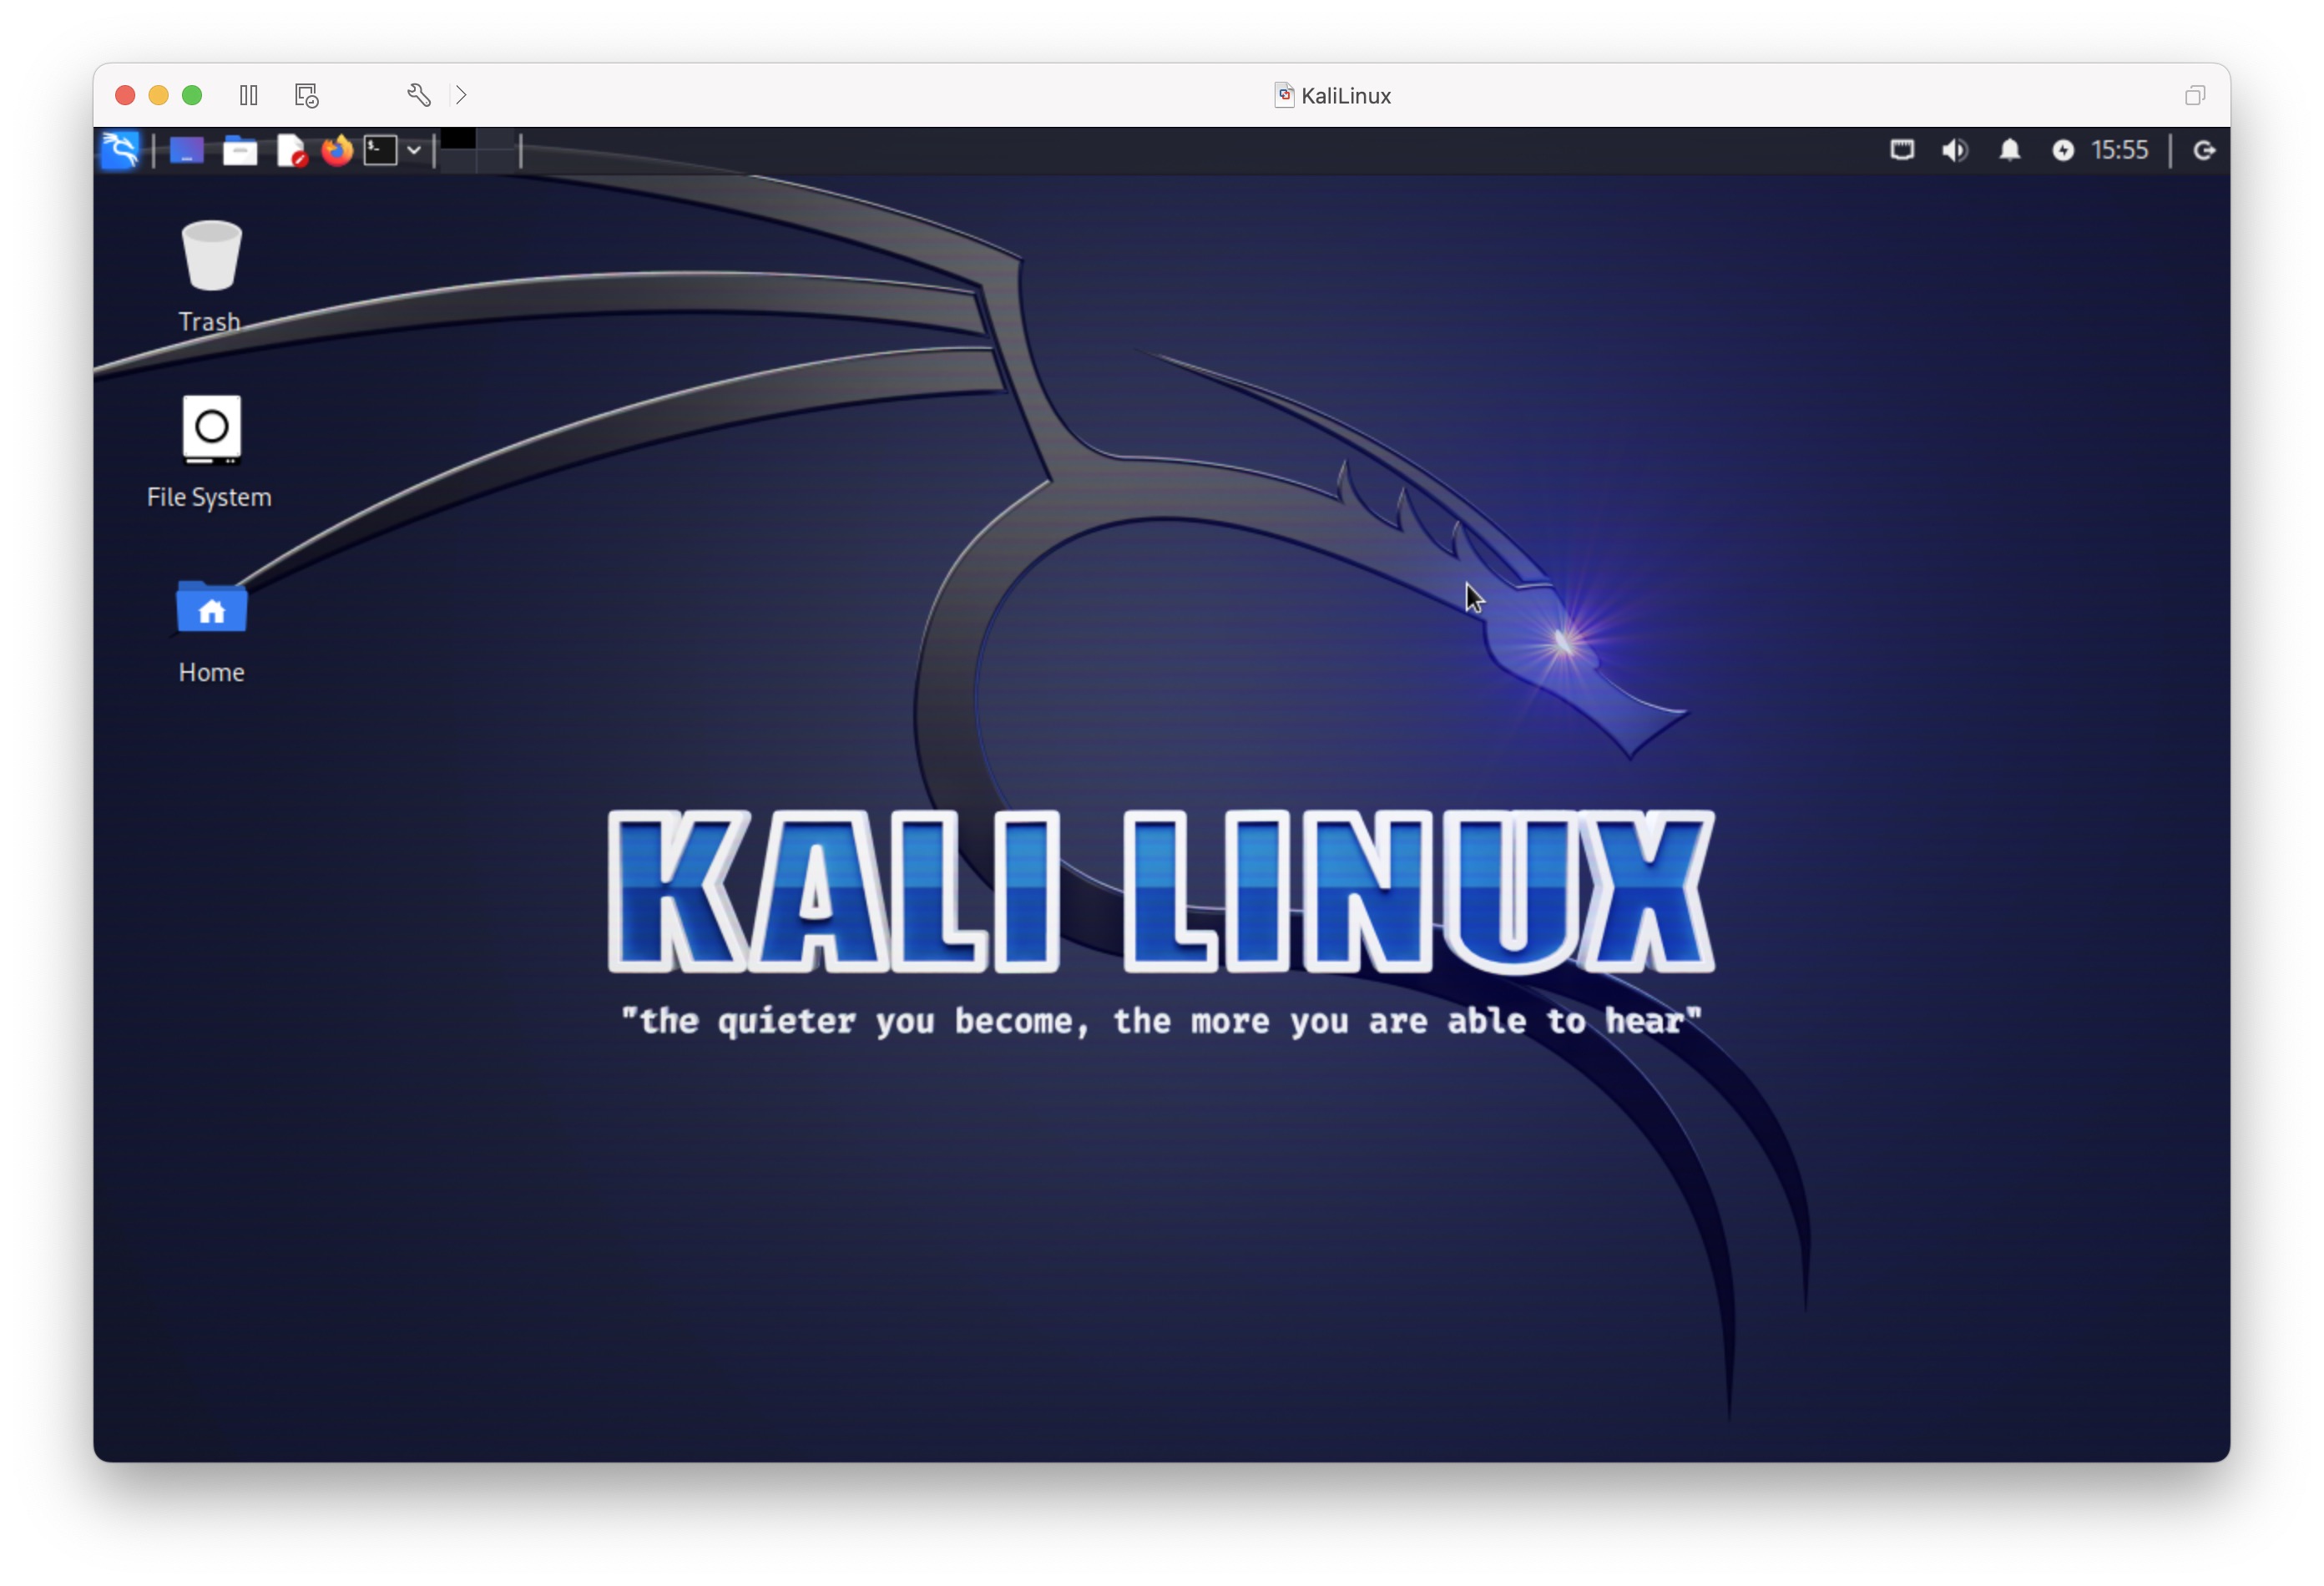 KaliLinux
$_
15:55
Trash
File System
Home
KALI LINUX
"the quieter you become, the more you are able to hear"